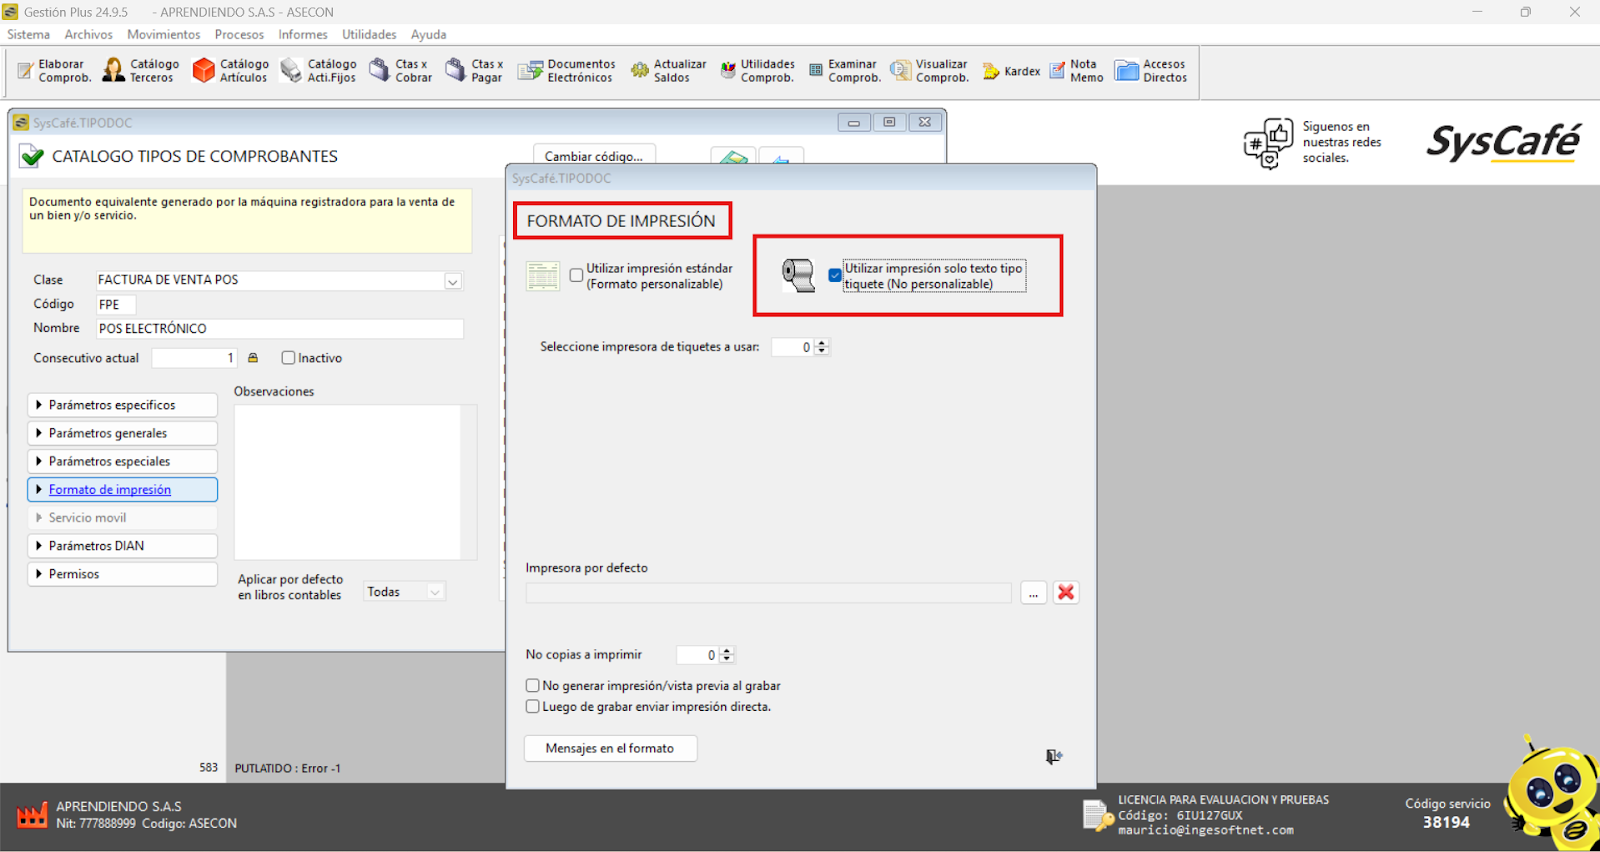 Gestión Plus 24.9.5 - APRENDIENDO S.A.S - ASECON
Sistema Archivos Movimientos Procesos Informes Utilidades Ayuda
Elaborar Comprob.
Catálogo Terceros
Catálogo Artículos
Catálogo Acti.Fijos
Ctas x Cobrar
Ctas x Pagar
Documentos Electrónicos
Actualizar Saldos
Utilidades Comprob.
Examinar Comprob.
Visualizar Comprob.
Kardex
Nota Memo
Accesos Directos
SysCafé.TIPODOC
CATALOGO TIPOS DE COMPROBANTES
Cambiar código...
Siguenos en
nuestras redes
sociales.
SysCafé
Documento equivalente generado por la máquina registradora para la venta de
un bien y/o servicio.
Clase FACTURA DE VENTA POS
Código FPE
Nombre POS ELECTRÓNICO
Consecutivo actual 1 Inactivo
Parámetros especificos
Parámetros generales
Parámetros especiales
Formato de impresión
Servicio movil
Parámetros DIAN
Permisos
Observaciones
Aplicar por defecto
en libros contables
Todas
SysCafé.TIPODOC
FORMATO DE IMPRESIÓN
Utilizar impresión estándar
(Formato personalizable)
Utilizar impresión solo texto tipo
tiquete (No personalizable)
Seleccione impresora de tiquetes a usar: 0
Impresora por defecto
...
No copias a imprimir 0
No generar impresión/vista previa al grabar
Luego de grabar enviar impresión directa.
Mensajes en el formato
583 PUTLATIDO : Error -1
APRENDIENDO S.A.S
Nit: 777888999 Codigo: ASECON
LICENCIA PARA EVALUACION Y PRUEBAS
Código: 6IU127GUX
mauricio@ingesoftnet.com
Código servicio
38194